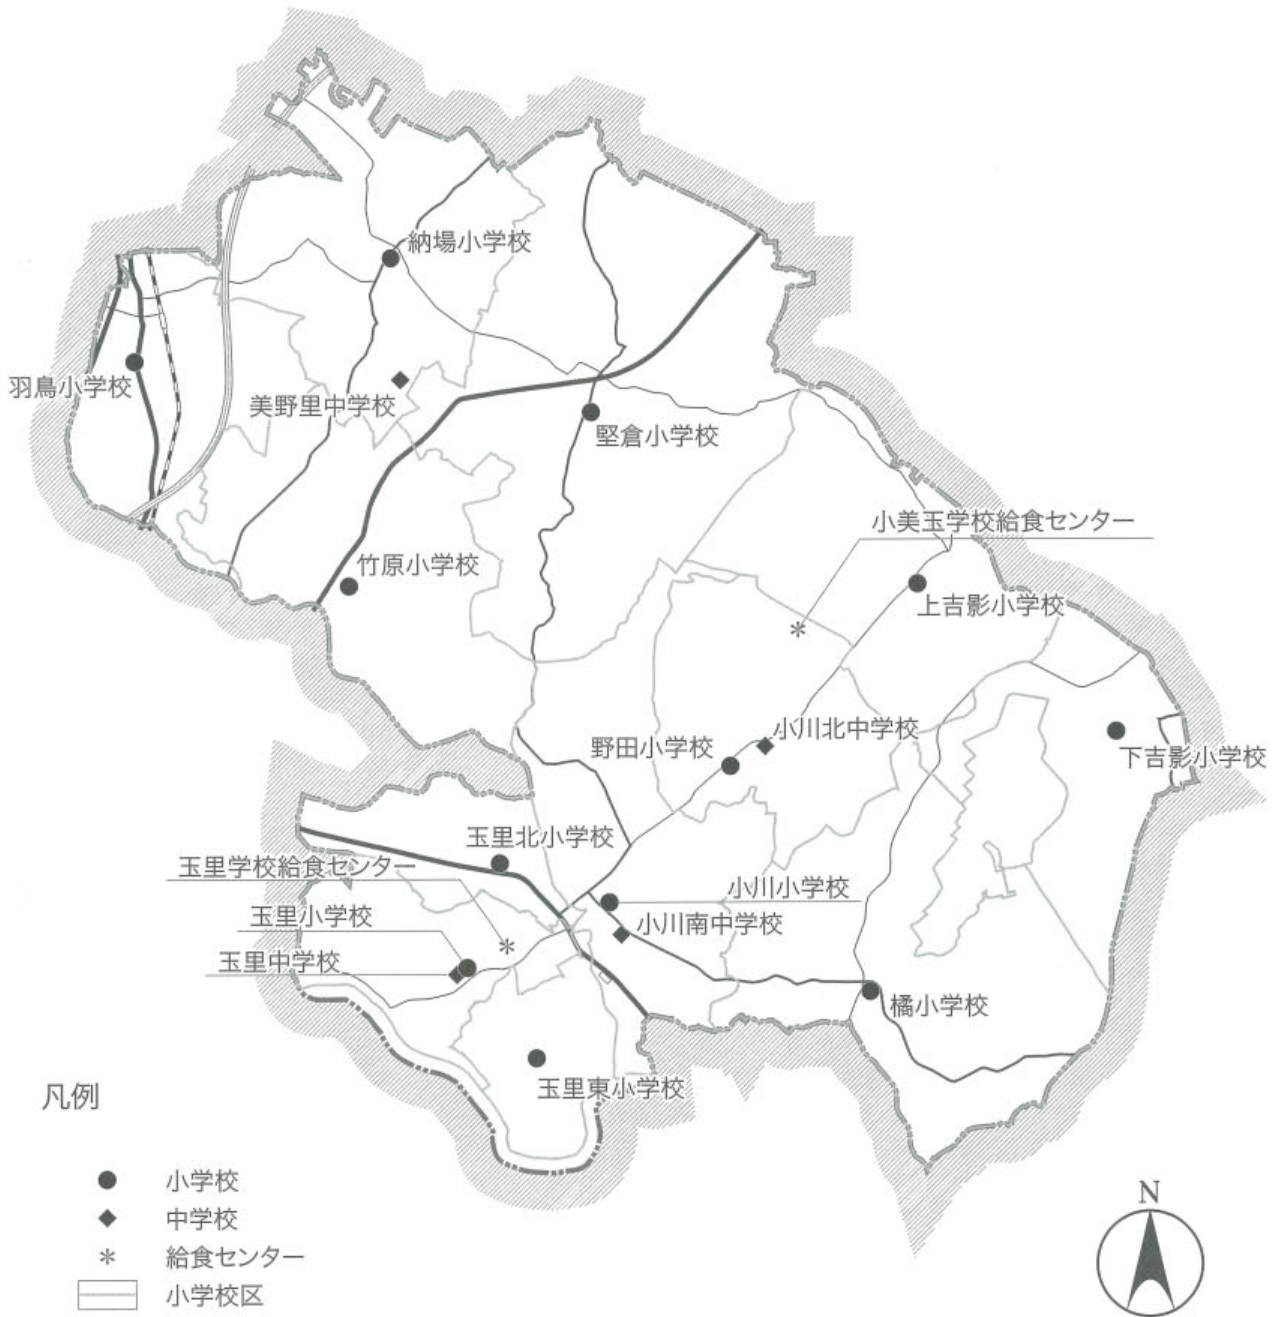 納場小学校
羽鳥小学校
美野里中学校
堅倉小学校
小美玉学校給食センター
竹原小学校
上吉影小学校
小川北中学校
野田小学校
下吉影小学校
玉里北小学校
玉里学校給食センター
小川小学校
玉里小学校
小川南中学校
玉里中学校
橘小学校
玉里東小学校
凡例
小学校
中学校
給食センター
小学校区
N